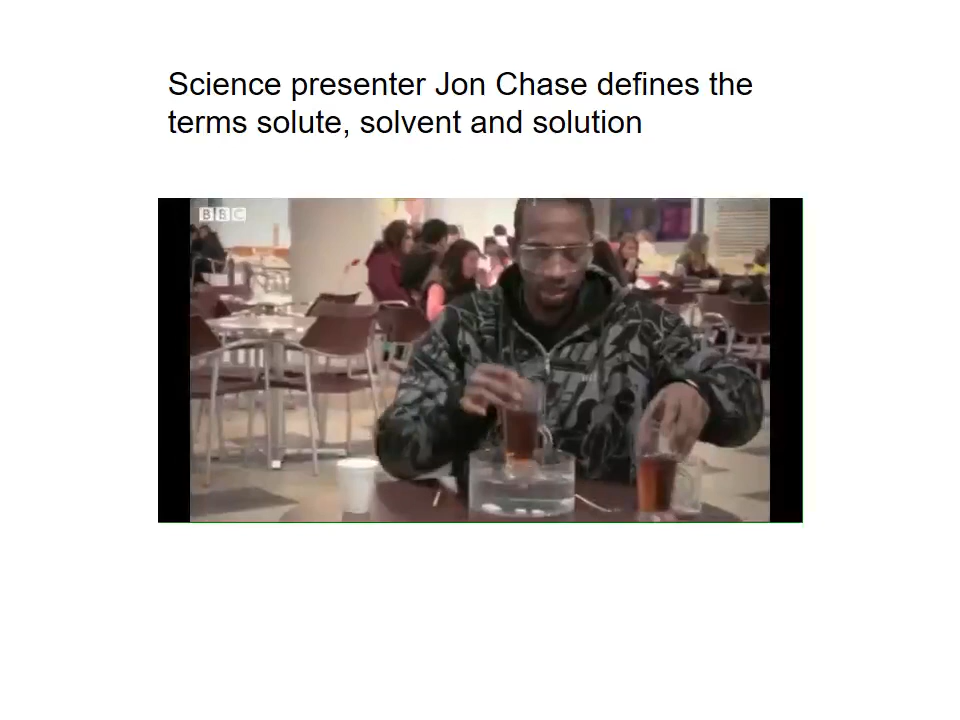 Science presenter Jon Chase defines the
terms solute, solvent and solution
BBC